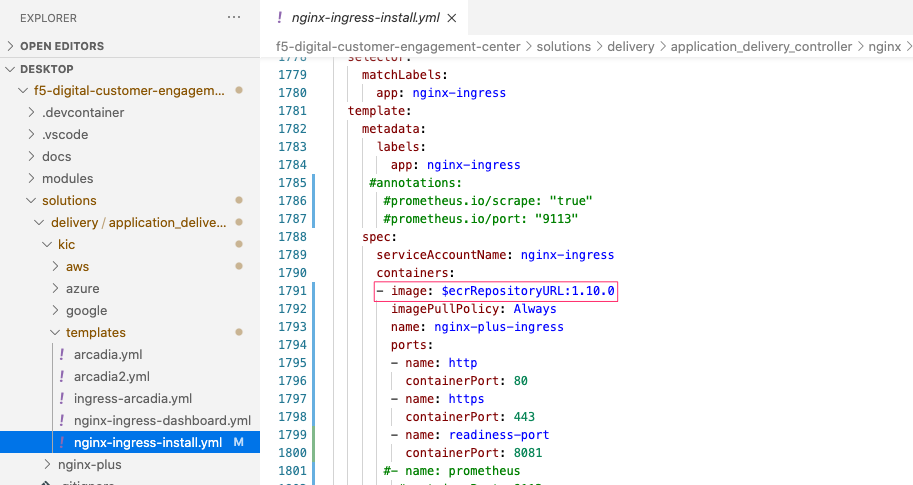 EXPLORER
...
OPEN EDITORS
DESKTOP
f5-digital-customer-engagem...
.devcontainer
.vscode
docs
modules
solutions
delivery / application_delive...
kic
aws
azure
google
templates
! arcadia.yml
! arcadia2.yml
! ingress-arcadia.yml
! nginx-ingress-dashboard.yml
! nginx-ingress-install.yml M
nginx-plus
.gitignore
! nginx-ingress-install.yml ×
f5-digital-customer-engagement-center > solutions > delivery > application_delivery_controller > nginx >
1778 selector:
1779 matchLabels:
1780 app: nginx-ingress
1781 template:
1782 metadata:
1783 labels:
1784 app: nginx-ingress
1785 #annotations:
1786 #prometheus.io/scrape: "true"
1787 #prometheus.io/port: "9113"
1788 spec:
1789 serviceAccountName: nginx-ingress
1790 containers:
1791 - image: $ecrRepositoryURL:1.10.0
1792 imagePullPolicy: Always
1793 name: nginx-plus-ingress
1794 ports:
1795 - name: http
1796 containerPort: 80
1797 - name: https
1798 containerPort: 443
1799 - name: readiness-port
1800 containerPort: 8081
1801 #- name: prometheus